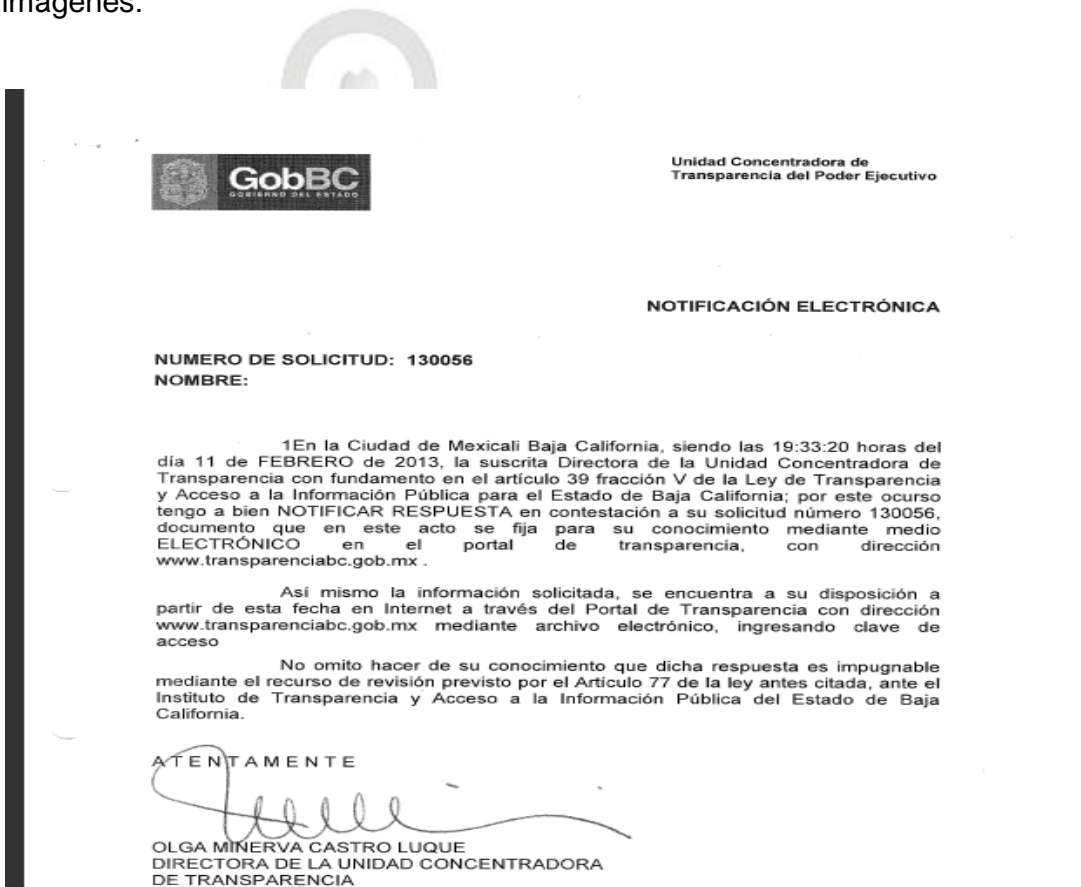 imágenes.
GobBC
GOBIERNO DEL ESTADO
Unidad Concentradora de
Transparencia del Poder Ejecutivo
NOTIFICACIÓN ELECTRÓNICA
NUMERO DE SOLICITUD: 130056
NOMBRE:
1En la Ciudad de Mexicali Baja California, siendo las 19:33:20 horas del
día 11 de FEBRERO de 2013, la suscrita Directora de la Unidad Concentradora de
Transparencia con fundamento en el artículo 39 fracción V de la Ley de Transparencia
y Acceso a la Información Pública para el Estado de Baja California; por este ocurso
tengo a bien NOTIFICAR RESPUESTA en contestación a su solicitud número 130056,
documento que en este acto se fija para su conocimiento mediante medio
ELECTRÓNICO en el portal de transparencia, con dirección
www.transparenciabc.gob.mx .
Así mismo la información solicitada, se encuentra a su disposición a
partir de esta fecha en Internet a través del Portal de Transparencia con dirección
www.transparenciabc.gob.mx mediante archivo electrónico, ingresando clave de
acceso
No omito hacer de su conocimiento que dicha respuesta es impugnable
mediante el recurso de revisión previsto por el Artículo 77 de la ley antes citada, ante el
Instituto de Transparencia y Acceso a la Información Pública del Estado de Baja
California.
ATENTAMENTE
OLGA MINERVA CASTRO LUQUE
DIRECTORA DE LA UNIDAD CONCENTRADORA
DE TRANSPARENCIA